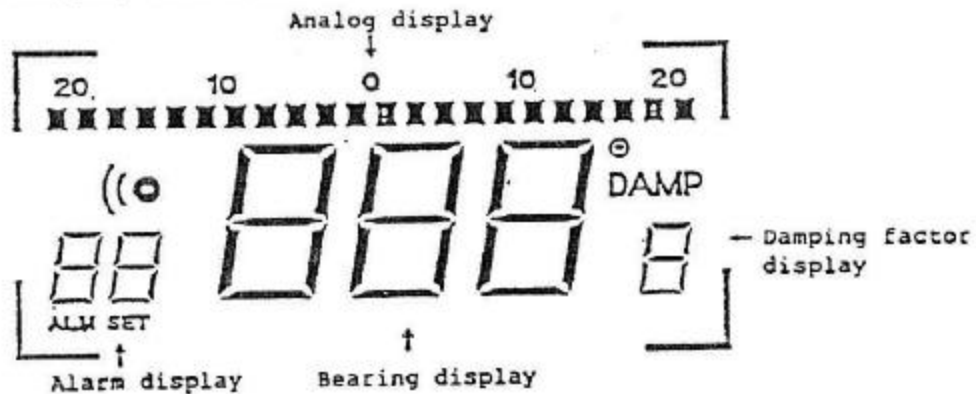 Analog display
20 10 0 10 20
DAMP
Damping factor
display
ALM SET
Alarm display Bearing display